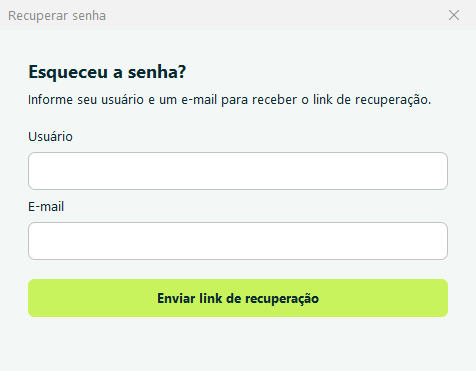 Recuperar senha
Esqueceu a senha?
Informe seu usuário e um e-mail para receber o link de recuperação.
Usuário
E-mail
Enviar link de recuperação